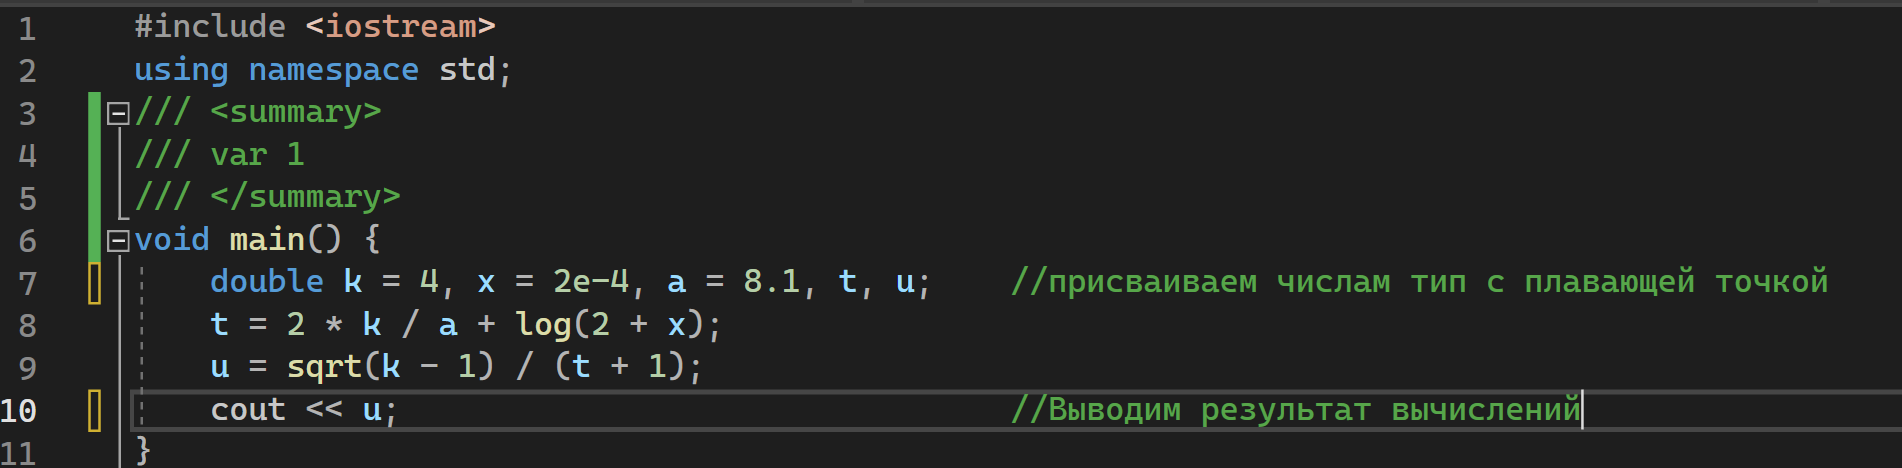 1 #include <iostream>
2 using namespace std;
3 /// <summary>
4 /// var 1
5 /// </summary>
6 void main() {
7 double k = 4, x = 2e-4, a = 8.1, t, u; //присваиваем числам тип с плавающей точкой
8 t = 2 * k / a + log(2 + x);
9 u = sqrt(k - 1) / (t + 1);
10 cout << u; //Выводим результат вычислений
11 }